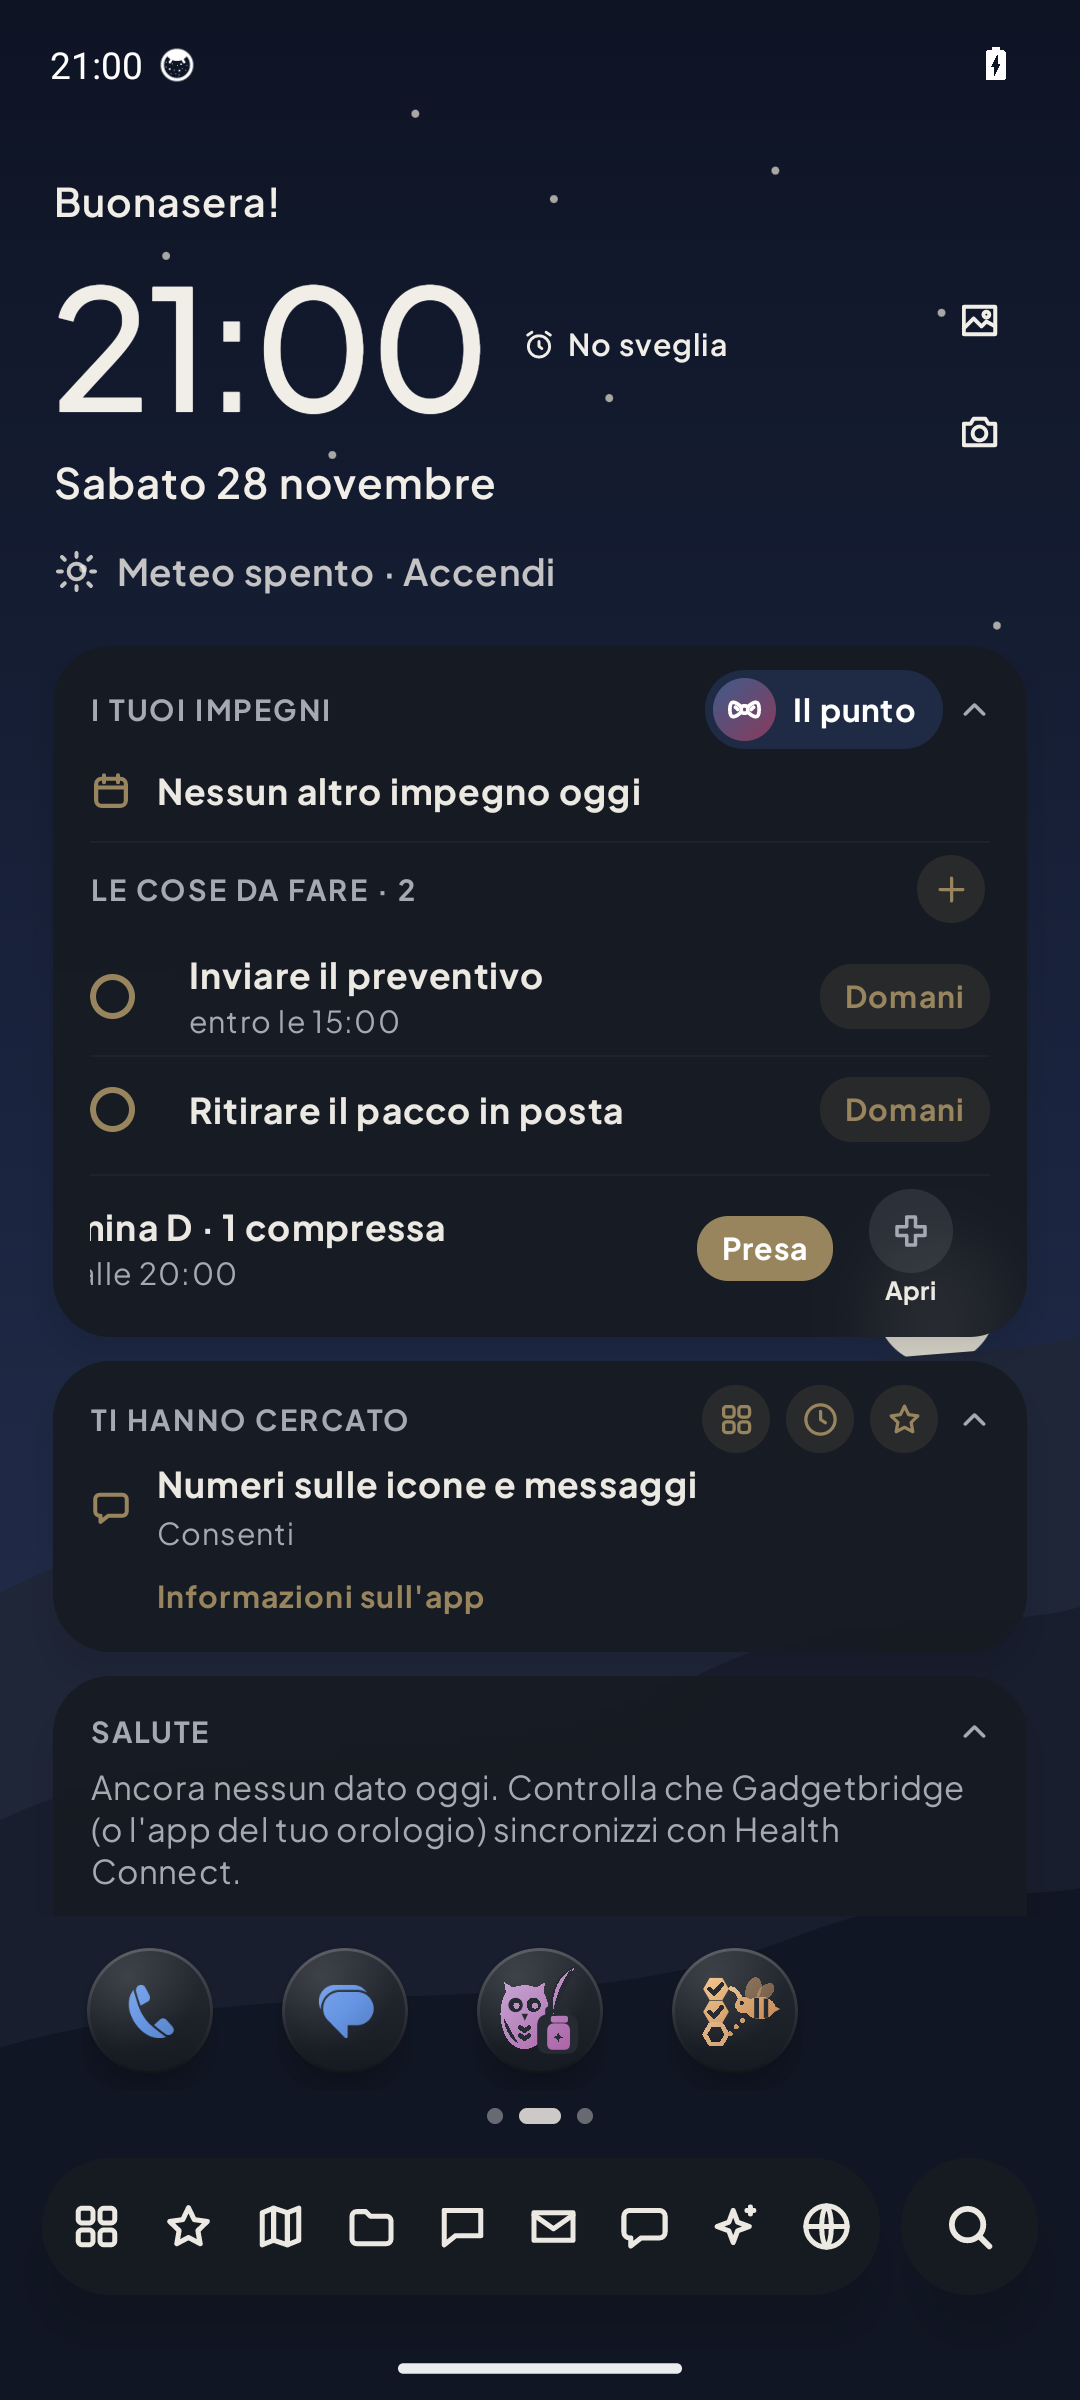 21:00
Buonasera!
21:00
No sveglia
Sabato 28 novembre
Meteo spento · Accendi
I TUOI IMPEGNI
Il punto
Nessun altro impegno oggi
LE COSE DA FARE · 2
Inviare il preventivo
entro le 15:00
Domani
Ritirare il pacco in posta
Domani
mina D · 1 compressa
alle 20:00
Presa
Apri
TI HANNO CERCATO
Numeri sulle icone e messaggi
Consenti
Informazioni sull'app
SALUTE
Ancora nessun dato oggi. Controlla che Gadgetbridge
(o l'app del tuo orologio) sincronizzi con Health
Connect.